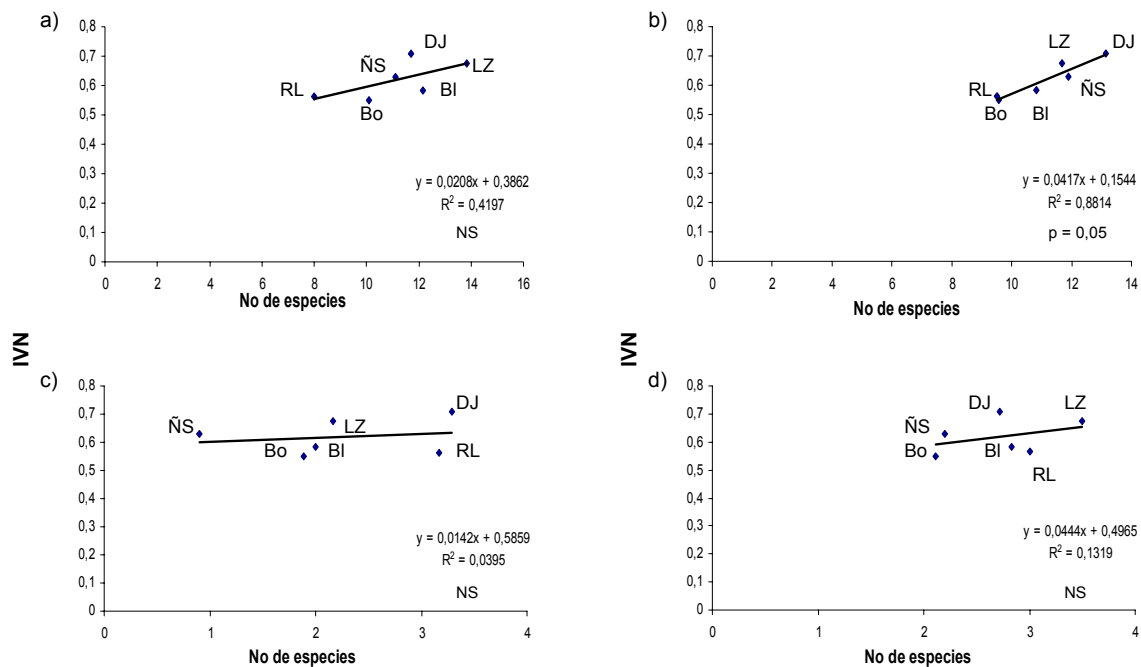 a)
0,8
0,7
0,6
0,5
0,4
0,3
0,2
0,1
0
DJ
ÑS
LZ
RL
Bl
Bo
y = 0,0208x + 0,3862
R² = 0,4197
NS
0 2 4 6 8 10 12 14 16
No de especies
b)
0,8
0,7
0,6
0,5
0,4
0,3
0,2
0,1
0
LZ DJ
RL
ÑS
Bo Bl
y = 0,0417x + 0,1544
R² = 0,8814
p = 0,05
0 2 4 6 8 10 12 14
No de especies
IVN
c)
0,8
0,7
0,6
0,5
0,4
0,3
0,2
0,1
0
DJ
ÑS LZ
Bo Bl RL
y = 0,0142x + 0,5859
R² = 0,0395
NS
0 1 2 3 4
No de especies
IVN
d)
0,8
0,7
0,6
0,5
0,4
0,3
0,2
0,1
0
DJ LZ
ÑS
Bo Bl
RL
y = 0,0444x + 0,4965
R² = 0,1319
NS
0 1 2 3 4
No de especies